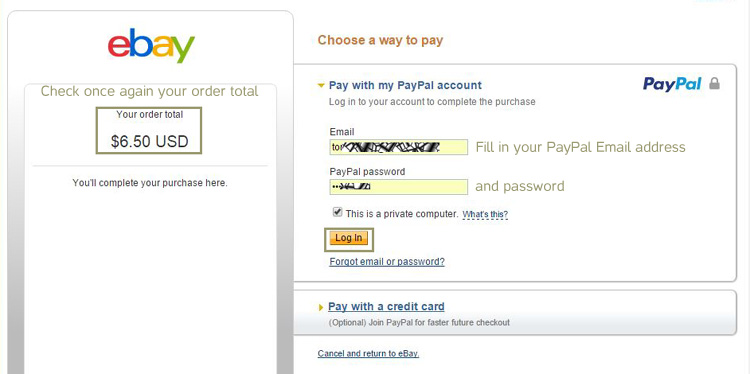 ebay
Check once again your order total
Your order total
$6.50 USD
You'll complete your purchase here.
Choose a way to pay
Pay with my PayPal account
PayPal
Log in to your account to complete the purchase
Email
Fill in your PayPal Email address
PayPal password
and password
This is a private computer. What's this?
Log In
Forgot email or password?
Pay with a credit card
(Optional) Join PayPal for faster future checkout
Cancel and return to eBay.